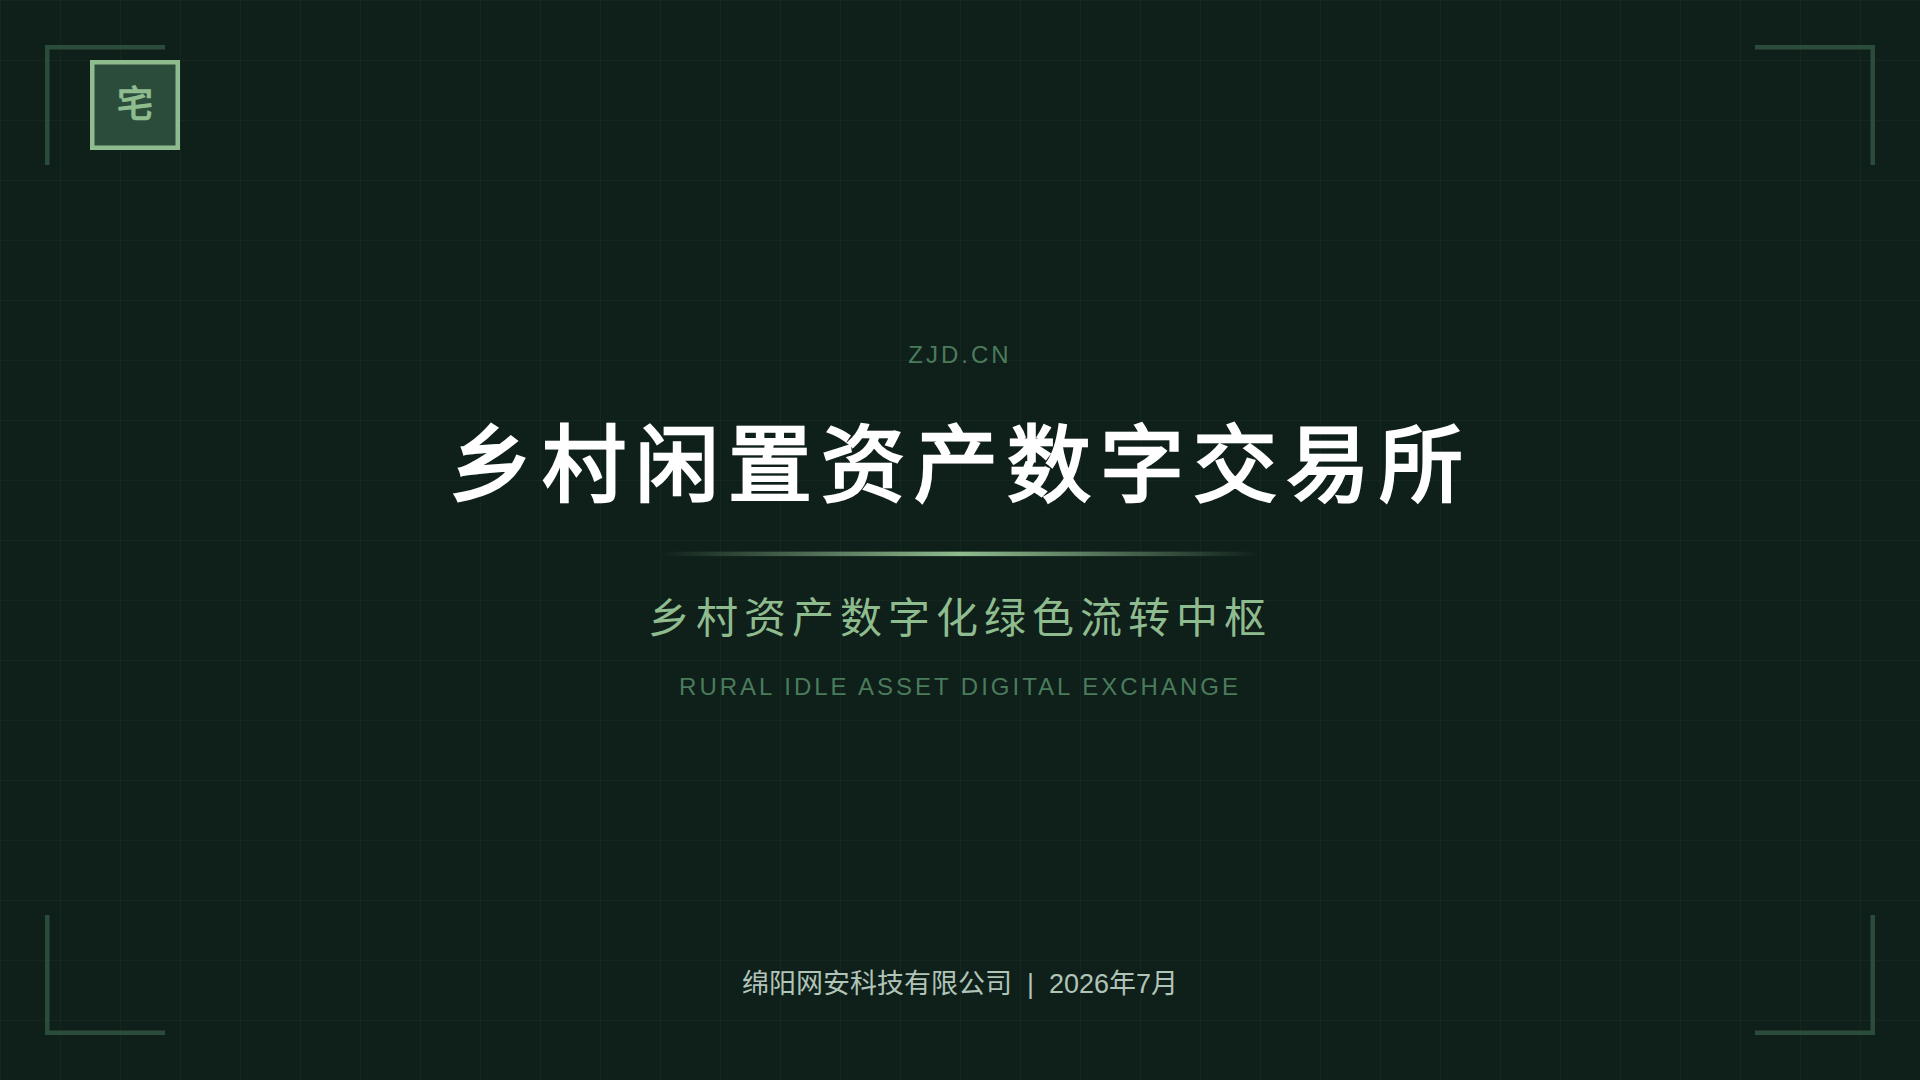 宅
ZJD.CN
乡村闲置资产数字交易所
乡村资产数字化绿色流转中枢
RURAL IDLE ASSET DIGITAL EXCHANGE
绵阳网安科技有限公司 | 2026年7月